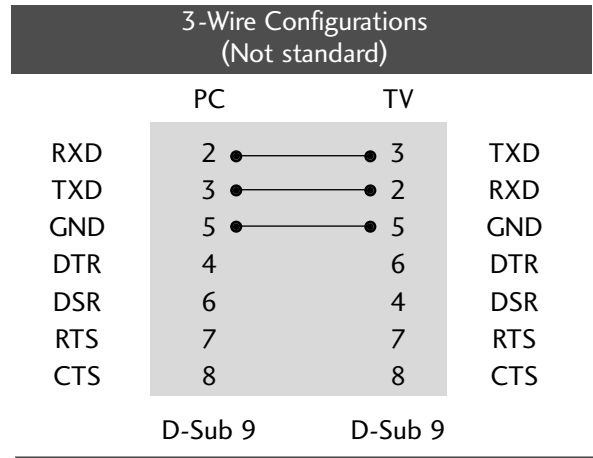 3-Wire Configurations
(Not standard)
PC TV
RXD 2 3 TXD
TXD 3 2 RXD
GND 5 5 GND
DTR 4 6 DTR
DSR 6 4 DSR
RTS 7 7 RTS
CTS 8 8 CTS
D-Sub 9 D-Sub 9